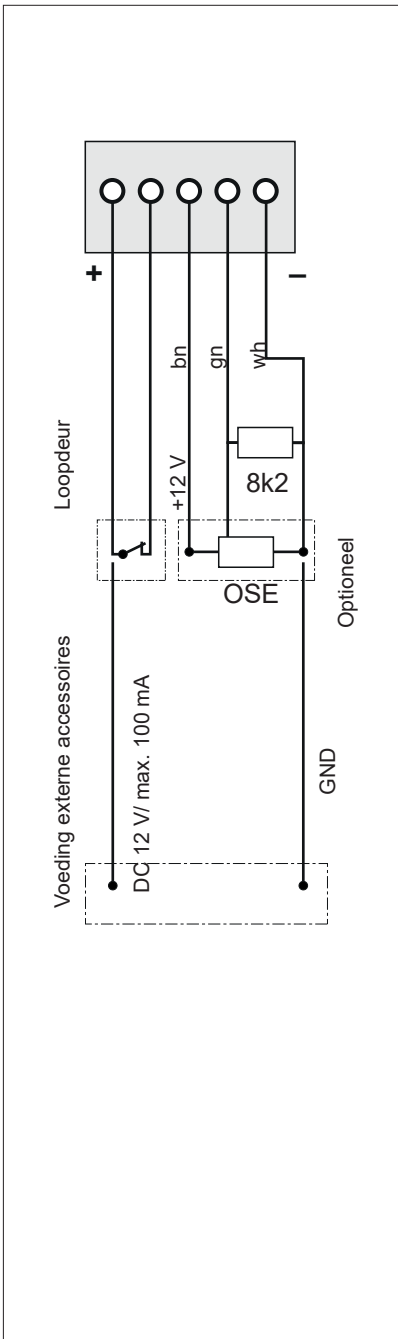 +
–
bn
gn
wh
Loopdeur
+12 V
8k2
OSE
Optioneel
Voeding externe accessoires
DC 12 V/ max. 100 mA
GND